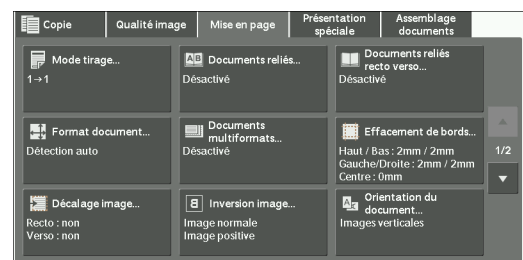 Copie
Qualité image
Mise en page
Présentation
spéciale
Assemblage
documents
Mode tirage...
1→1
Documents reliés...
Désactivé
Documents reliés
recto verso...
Désactivé
Format document...
Détection auto
Documents
multiformats...
Désactivé
Effacement de bords...
Haut / Bas : 2mm / 2mm
Gauche/Droite : 2mm / 2mm
Centre : 0mm
1/2
Décalage image...
Recto : non
Verso : non
Inversion image...
Image normale
Image positive
Orientation du
document...
Images verticales